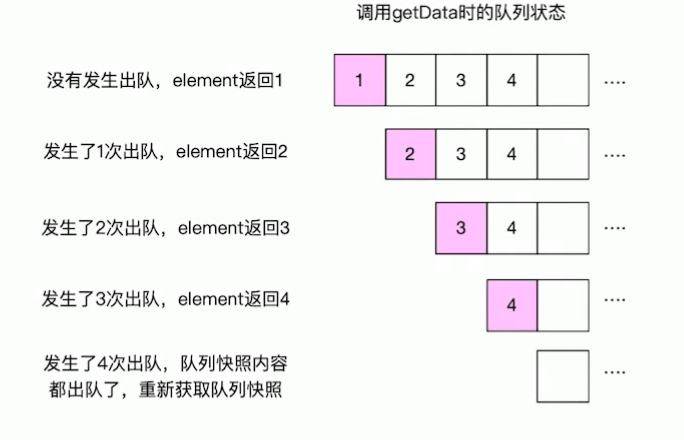 调用getData时的队列状态
没有发生出队，element返回1
1 2 3 4 ....
发生了1次出队，element返回2
2 3 4 ....
发生了2次出队，element返回3
3 4 ....
发生了3次出队，element返回4
4 ....
发生了4次出队，队列快照内容
都出队了，重新获取队列快照
....